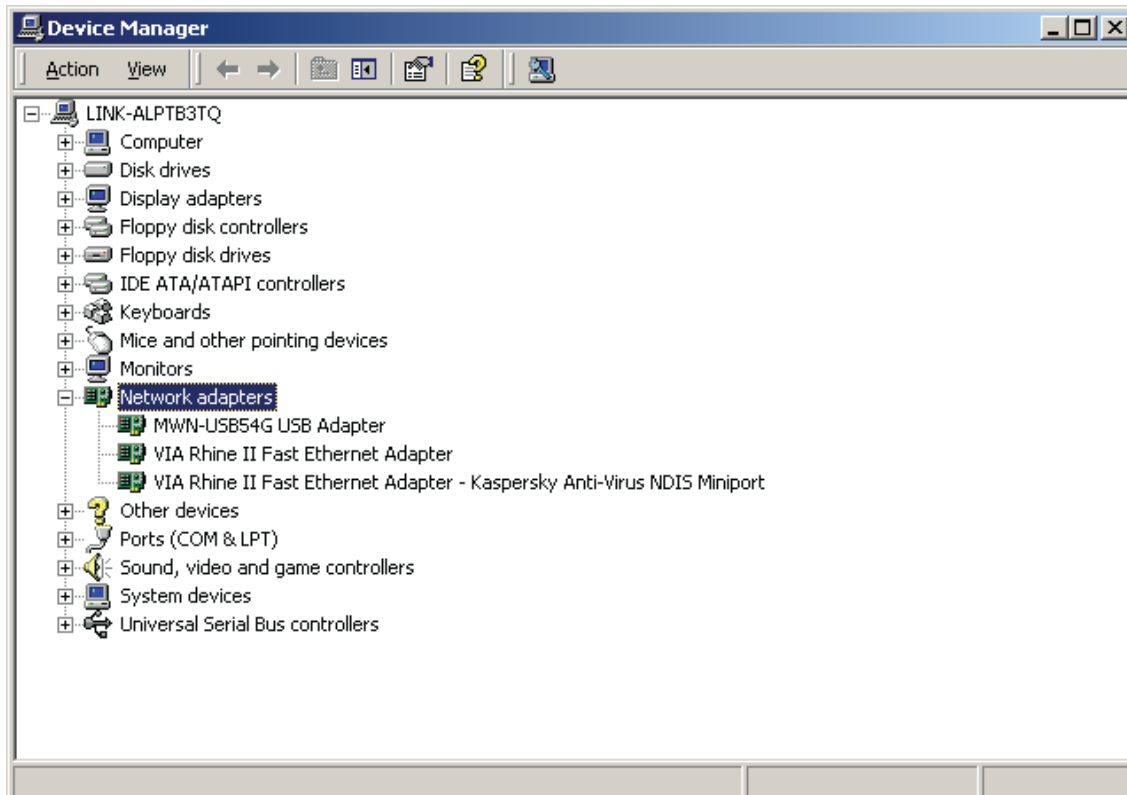 Device Manager
Action View
LINK-ALPTB3TQ
Computer
Disk drives
Display adapters
Floppy disk controllers
Floppy disk drives
IDE ATA/ATAPI controllers
Keyboards
Mice and other pointing devices
Monitors
Network adapters
MWN-USB54G USB Adapter
VIA Rhine II Fast Ethernet Adapter
VIA Rhine II Fast Ethernet Adapter - Kaspersky Anti-Virus NDIS Miniport
Other devices
Ports (COM & LPT)
Sound, video and game controllers
System devices
Universal Serial Bus controllers